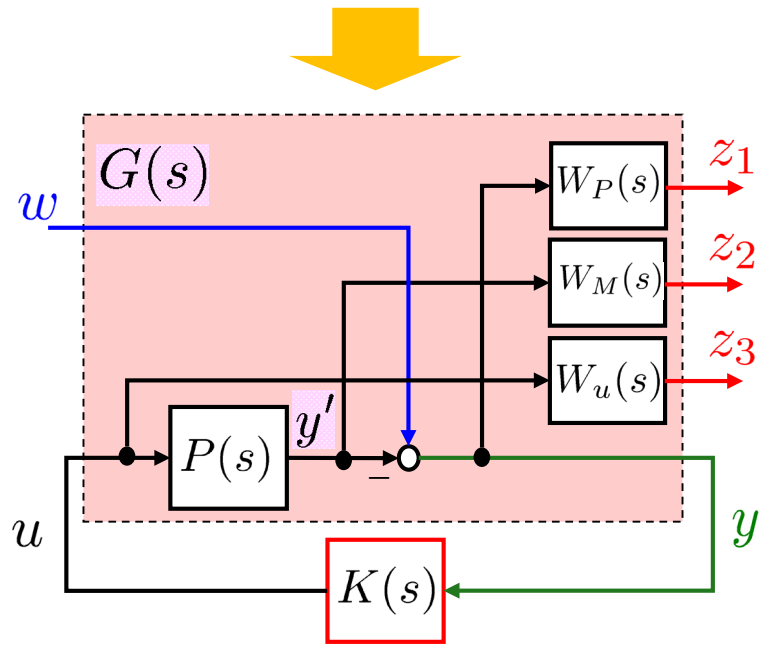 G(s)
w
W_P(s)
z_1
W_M(s)
z_2
W_u(s)
z_3
P(s)
y′
−
u
y
K(s)